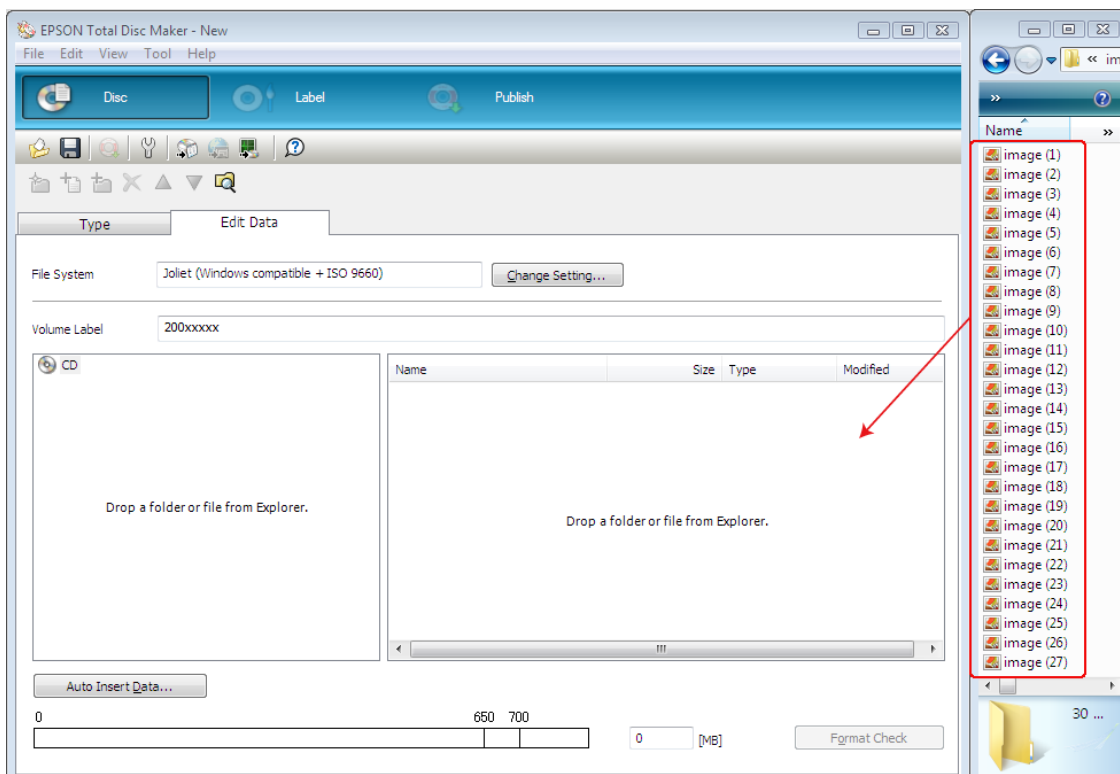 EPSON Total Disc Maker - New
File Edit View Tool Help
Disc Label Publish
Type Edit Data
File System Joliet (Windows compatible + ISO 9660) Change Setting...
Volume Label 200xxxxx
CD
Drop a folder or file from Explorer.
Name Size Type Modified
Drop a folder or file from Explorer.
Auto Insert Data...
0 650 700
0 [MB] Format Check
« im
»
Name »
image (1)
image (2)
image (3)
image (4)
image (5)
image (6)
image (7)
image (8)
image (9)
image (10)
image (11)
image (12)
image (13)
image (14)
image (15)
image (16)
image (17)
image (18)
image (19)
image (20)
image (21)
image (22)
image (23)
image (24)
image (25)
image (26)
image (27)
30 ...